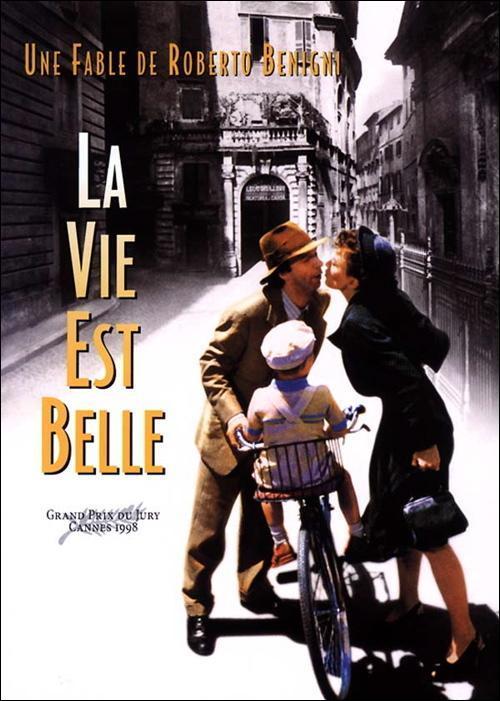 UNE FABLE DE ROBERTO BENIGNI
LA
VIE
EST
BELLE
GRAND PRIX DU JURY
CANNES 1998